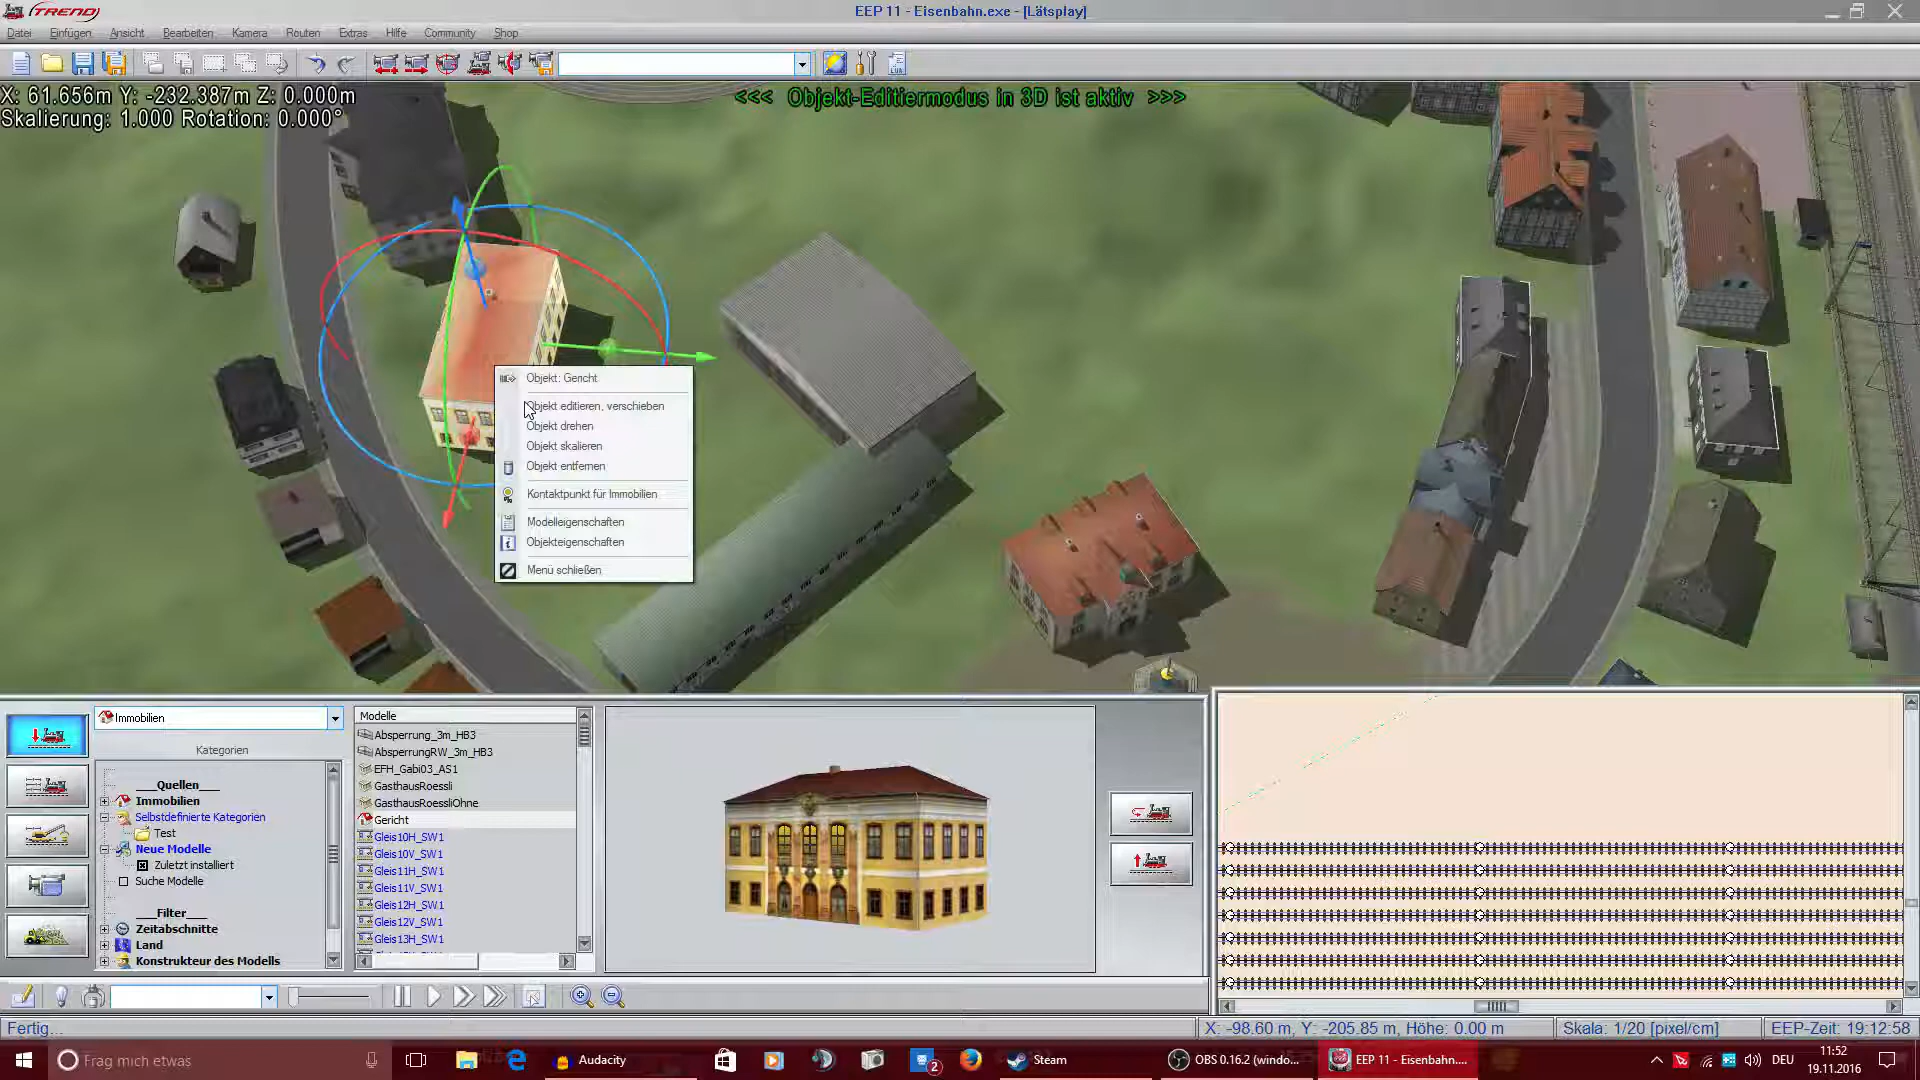 TREND
EEP 11 - Eisenbahn.exe - [Lätsplay]
Datei Einfügen Ansicht Bearbeiten Kamera Routen Extras Hilfe Community Shop
X: 61.656m Y: -232.387m Z: 0.000m
<<< Objekt-Editiermodus in 3D ist aktiv >>>
Skalierung: 1.000 Rotation: 0.000°
Objekt: Gericht
Objekt editieren, verschieben
Objekt drehen
Objekt skalieren
Objekt entfernen
Kontaktpunkt für Immobilien
Modelleigenschaften
Objekteigenschaften
Menü schließen
Immobilien
Kategorien
___Quellen___
Immobilien
Selbstdefinierte Kategorien
Test
Neue Modelle
Zuletzt installiert
Suche Modelle
___Filter___
Zeitabschnitte
Land
Konstrukteur des Modells
Modelle
Absperrung_3m_HB3
AbsperrungRW_3m_HB3
EFH_Gabi03_AS1
GasthausRoessli
GasthausRoessliOhne
Gericht
Gleis10H_SW1
Gleis10V_SW1
Gleis11H_SW1
Gleis11V_SW1
Gleis12H_SW1
Gleis12V_SW1
Gleis13H_SW1
Fertig...
X: -98.60 m, Y: -205.85 m, Höhe: 0.00 m
Skala: 1/20 [pixel/cm]
EEP-Zeit: 19:12:58
Frag mich etwas
Audacity
2
Steam
OBS 0.16.2 (windo...
EEP 11 - Eisenbahn....
DEU
11:52
19.11.2016